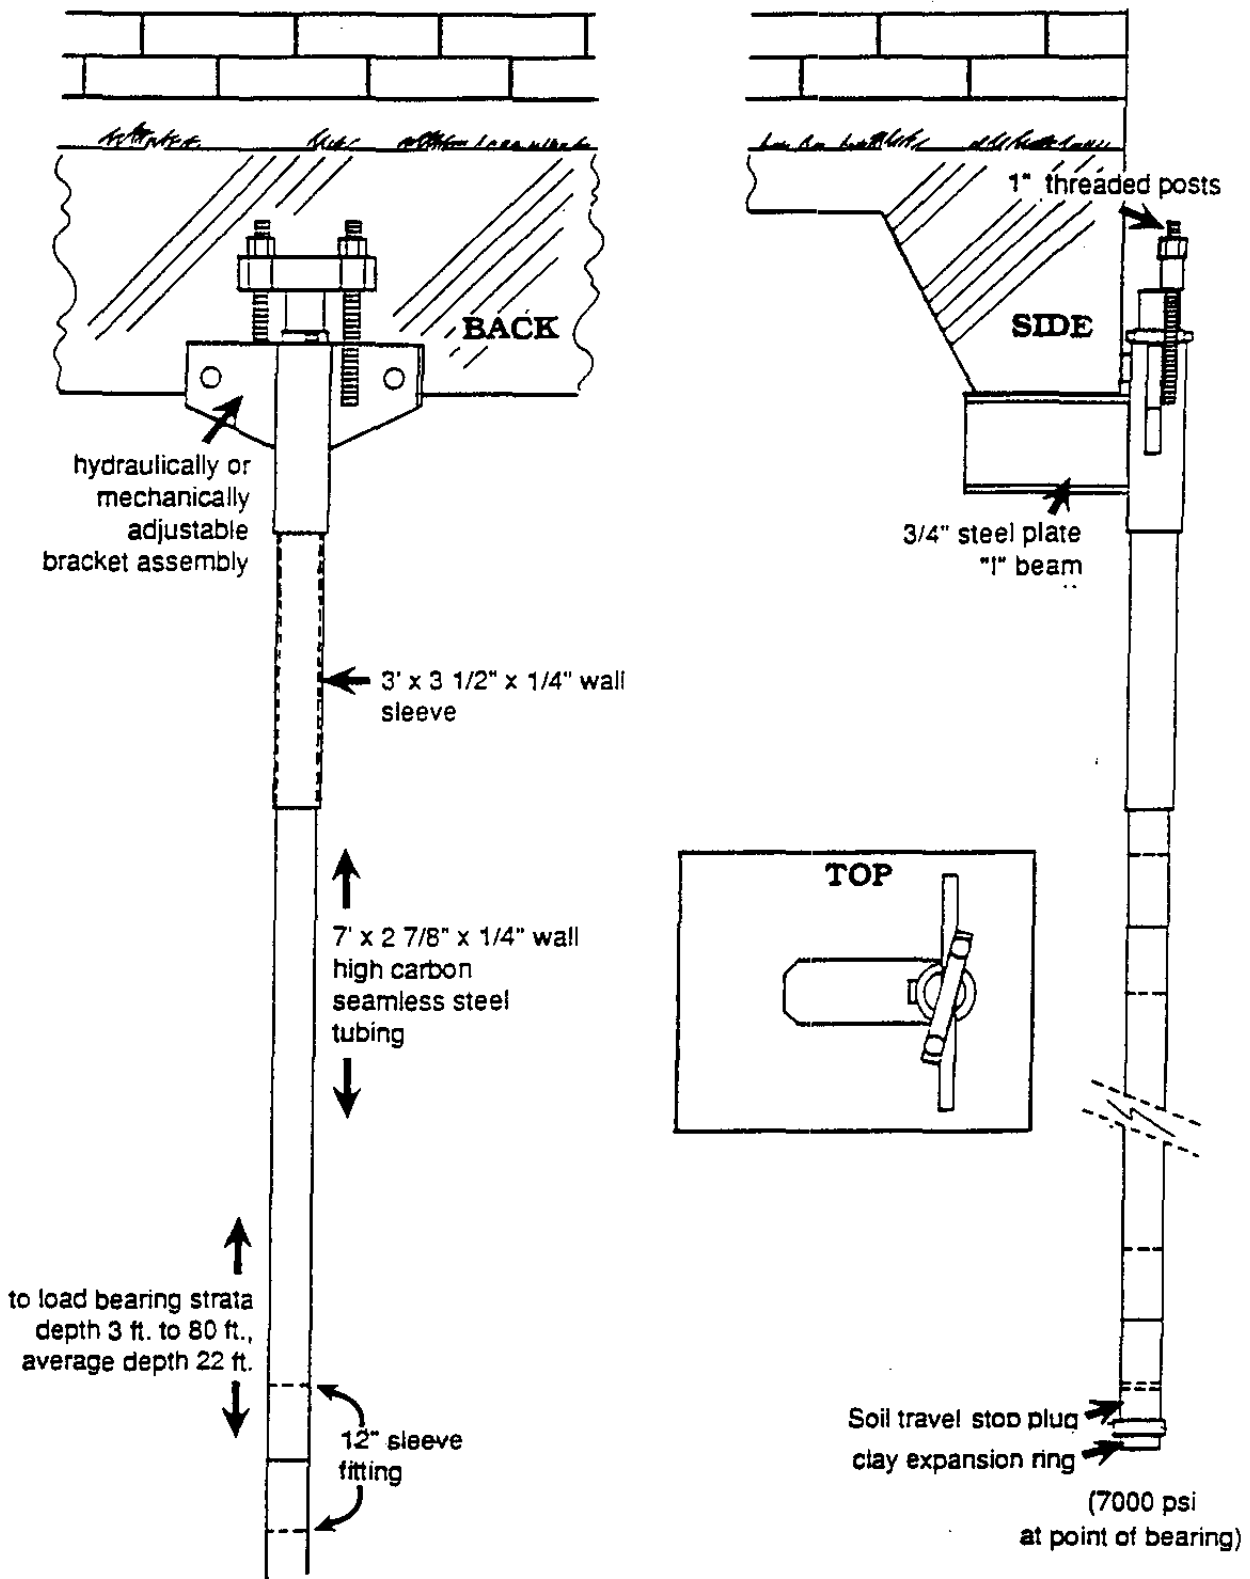 1" threaded posts
BACK
SIDE
hydraulically or
mechanically
adjustable
bracket assembly
3/4" steel plate
"I" beam
3' x 3 1/2" x 1/4" wall
sleeve
TOP
7' x 2 7/8" x 1/4" wall
high carbon
seamless steel
tubing
to load bearing strata
depth 3 ft. to 80 ft.,
average depth 22 ft.
12" sleeve
fitting
Soil travel stop plug
clay expansion ring
(7000 psi
at point of bearing)